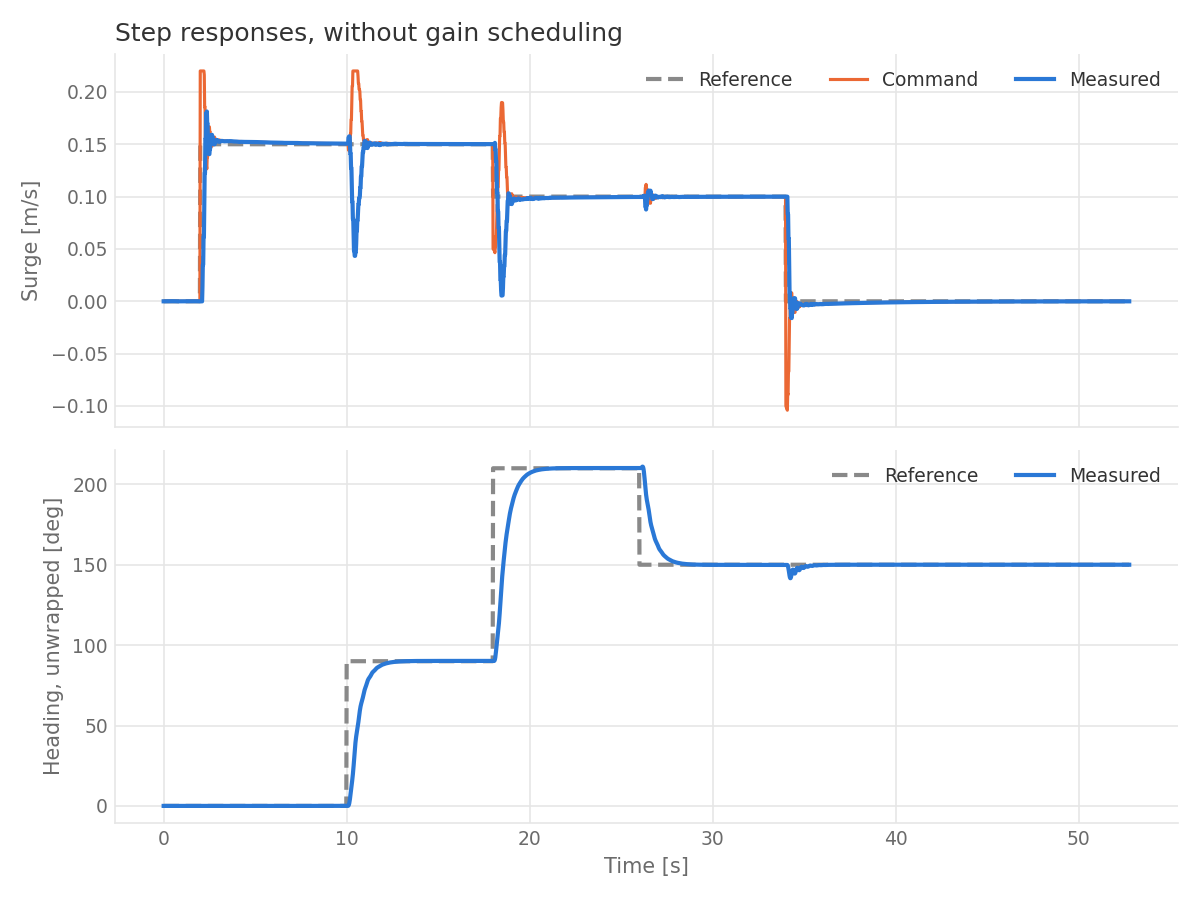 Step responses, without gain scheduling
Reference
Command
Measured
Surge [m/s]
0.20
0.15
0.10
0.05
0.00
−0.05
−0.10
Reference
Measured
Heading, unwrapped [deg]
200
150
100
50
0
0
10
20
30
40
50
Time [s]